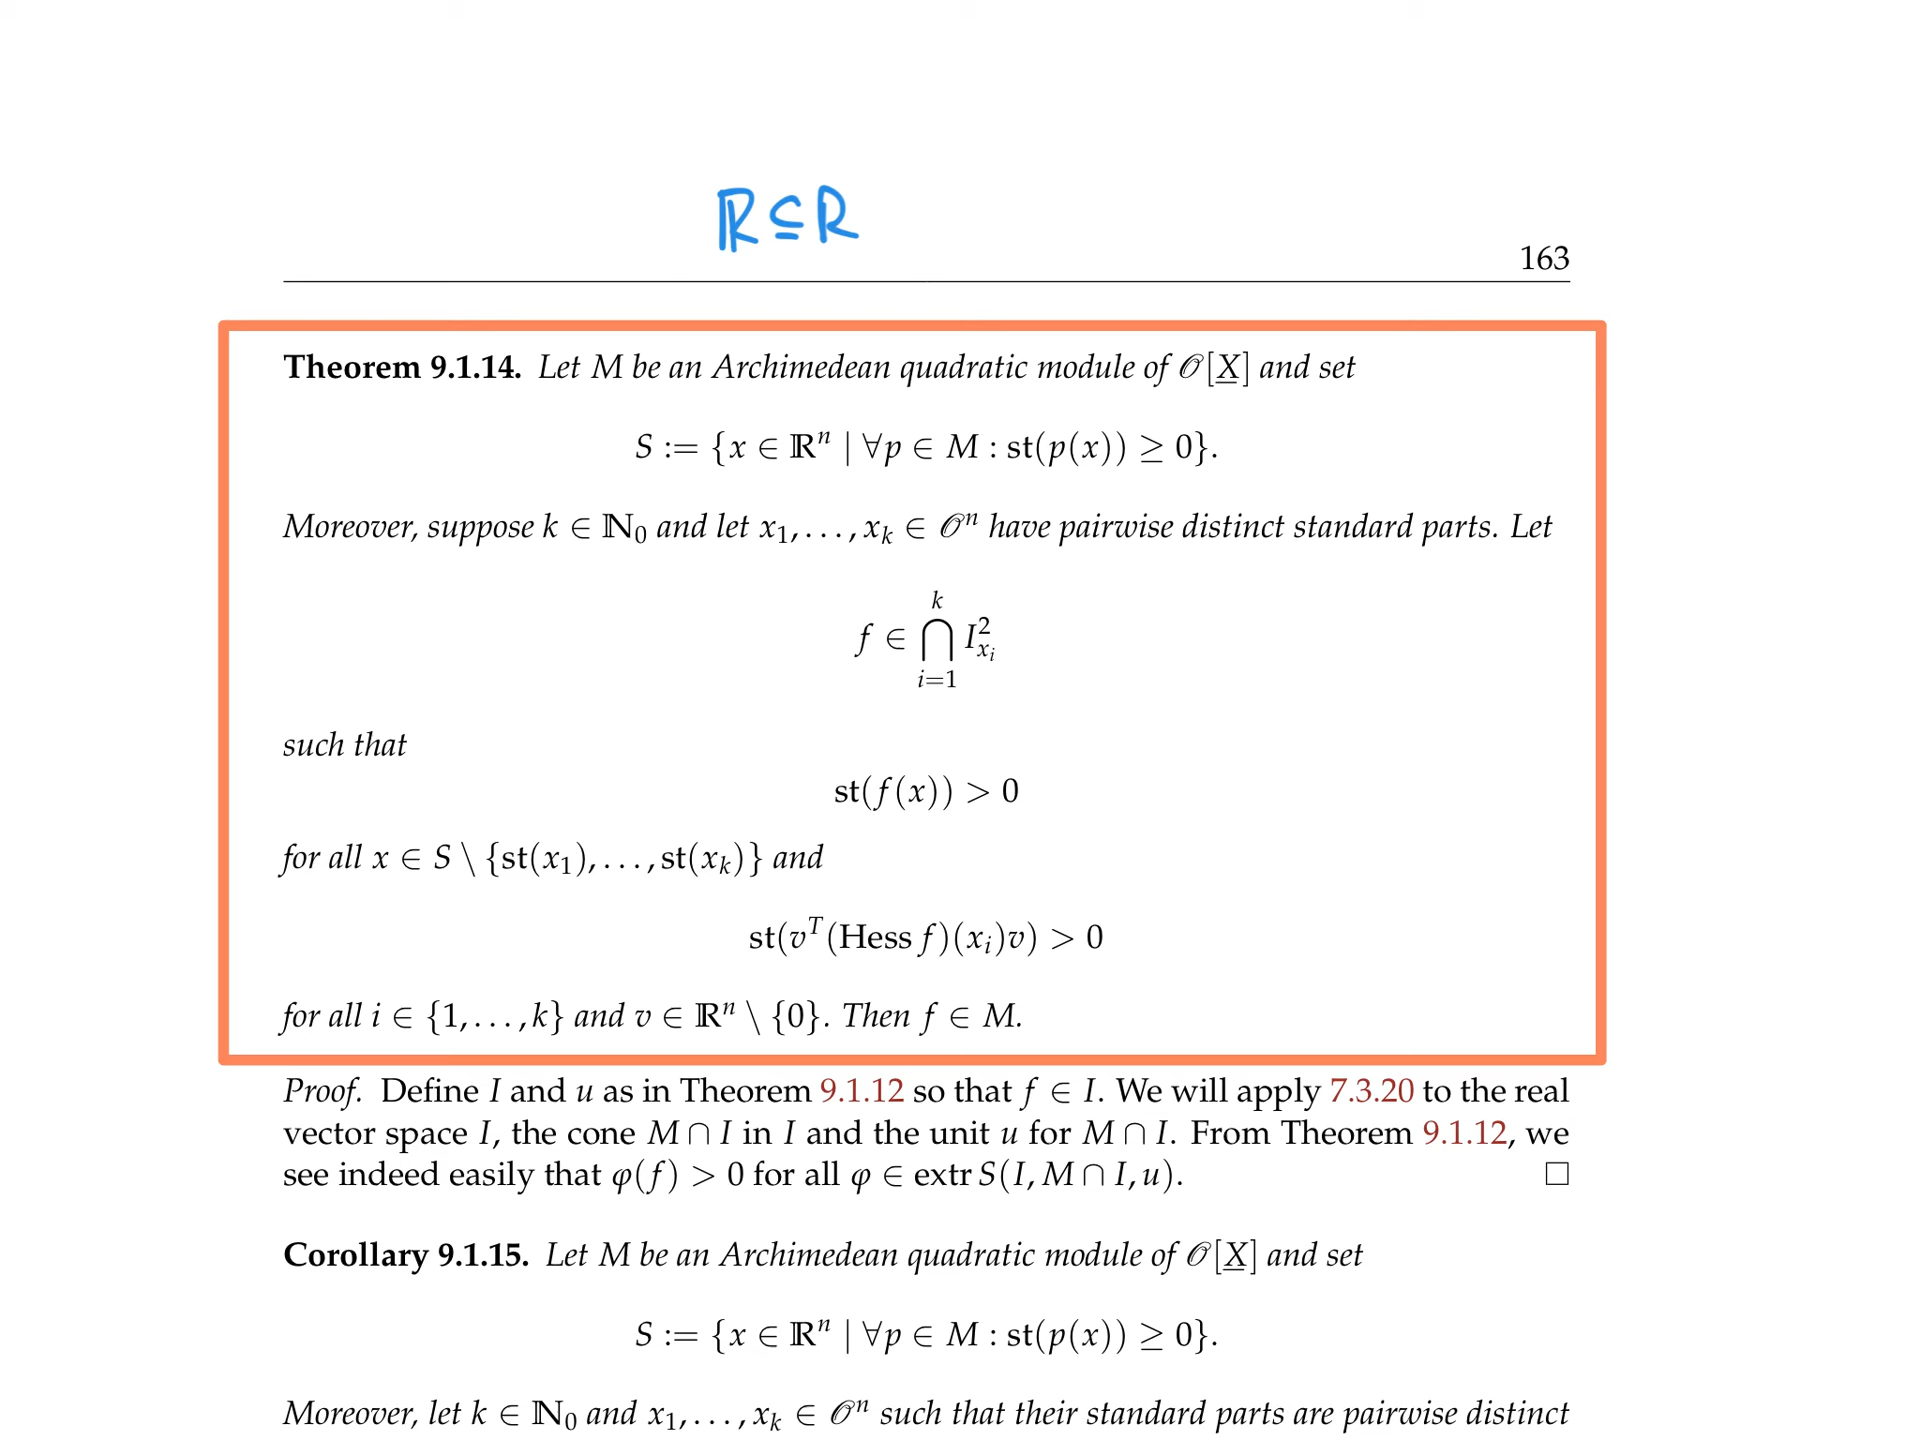 ℝ ⊆ R
163
Theorem 9.1.14. Let M be an Archimedean quadratic module of 𝒪[X̲] and set
S := {x ∈ ℝⁿ | ∀p ∈ M : st(p(x)) ≥ 0}.
Moreover, suppose k ∈ ℕ₀ and let x₁, . . . , xₖ ∈ 𝒪ⁿ have pairwise distinct standard parts. Let
f ∈ ⋂_{i=1}^{k} I²_{xᵢ}
such that
st(f(x)) > 0
for all x ∈ S \ {st(x₁), . . . , st(xₖ)} and
st(vᵀ(Hess f)(xᵢ)v) > 0
for all i ∈ {1, . . . , k} and v ∈ ℝⁿ \ {0}. Then f ∈ M.
Proof. Define I and u as in Theorem 9.1.12 so that f ∈ I. We will apply 7.3.20 to the real
vector space I, the cone M ∩ I in I and the unit u for M ∩ I. From Theorem 9.1.12, we
see indeed easily that φ(f) > 0 for all φ ∈ extr S(I, M ∩ I, u). □
Corollary 9.1.15. Let M be an Archimedean quadratic module of 𝒪[X̲] and set
S := {x ∈ ℝⁿ | ∀p ∈ M : st(p(x)) ≥ 0}.
Moreover, let k ∈ ℕ₀ and x₁, . . . , xₖ ∈ 𝒪ⁿ such that their standard parts are pairwise distinct